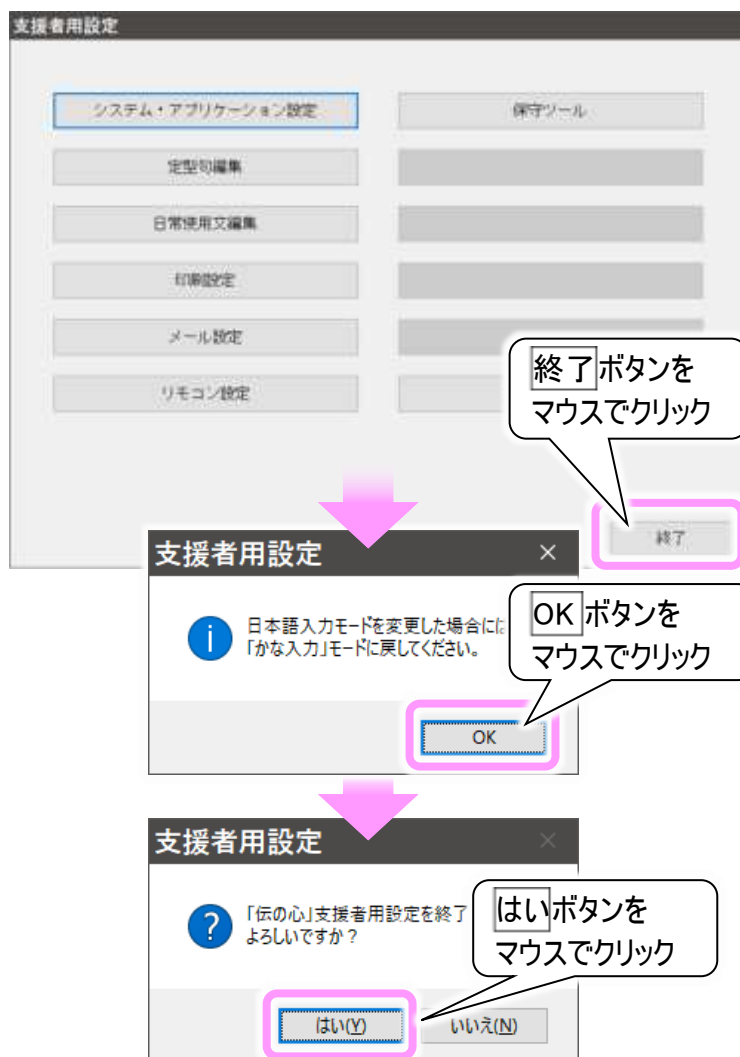 支援者用設定
システム・アプリケーション設定
保守ツール
定型句編集
日常使用文編集
印刷設定
メール設定
リモコン設定
終了ボタンを
マウスでクリック
終了
支援者用設定
日本語入力モードを変更した場合には
「かな入力」モードに戻してください。
OK ボタンを
マウスでクリック
OK
支援者用設定
「伝の心」支援者用設定を終了
よろしいですか?
はいボタンを
マウスでクリック
はい(Y)
いいえ(N)